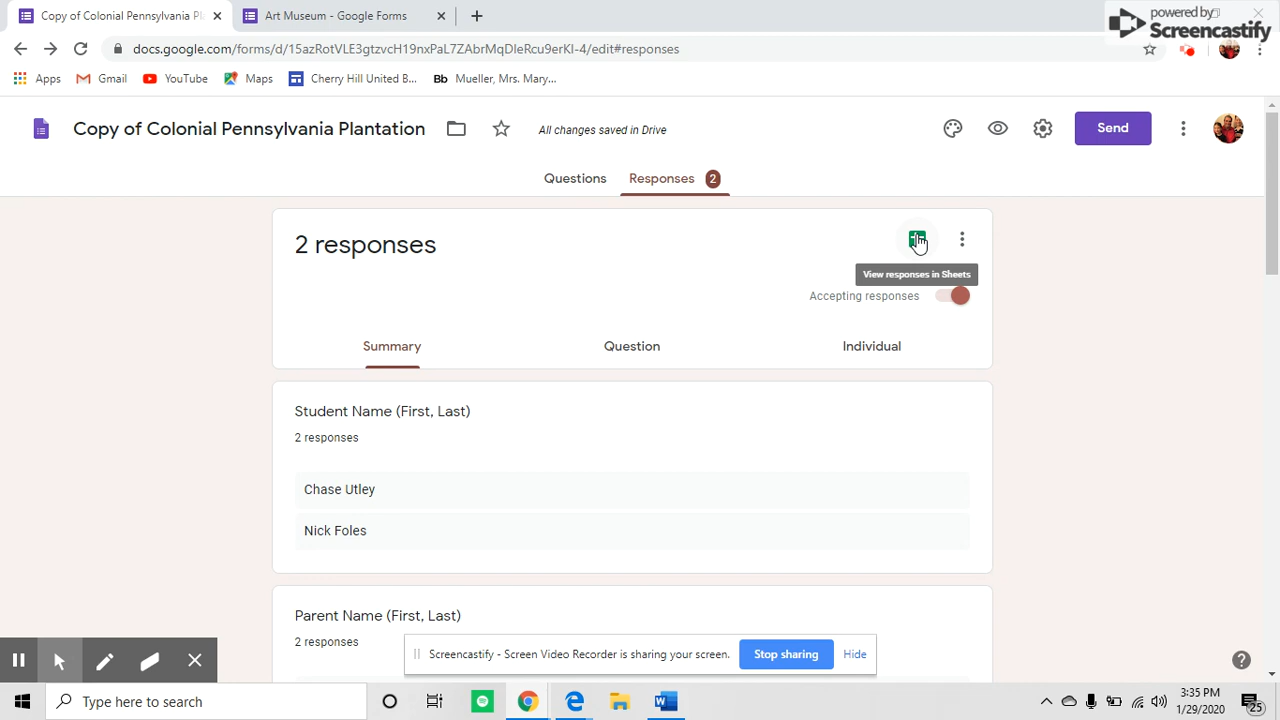 Copy of Colonial Pennsylvania Pl
Art Museum - Google Forms
powered by
Screencastify
docs.google.com/forms/d/15azRotVLE3gtzvcH19nxPaL7ZAbrMqDleRcu9erKI-4/edit#responses
Apps
Gmail
YouTube
Maps
Cherry Hill United B...
Bb Mueller, Mrs. Mary...
Copy of Colonial Pennsylvania Plantation
All changes saved in Drive
Send
Questions
Responses 2
2 responses
View responses in Sheets
Accepting responses
Summary
Question
Individual
Student Name (First, Last)
2 responses
Chase Utley
Nick Foles
Parent Name (First, Last)
2 responses
Screencastify - Screen Video Recorder is sharing your screen.
Stop sharing
Hide
Type here to search
3:35 PM
1/29/2020
25